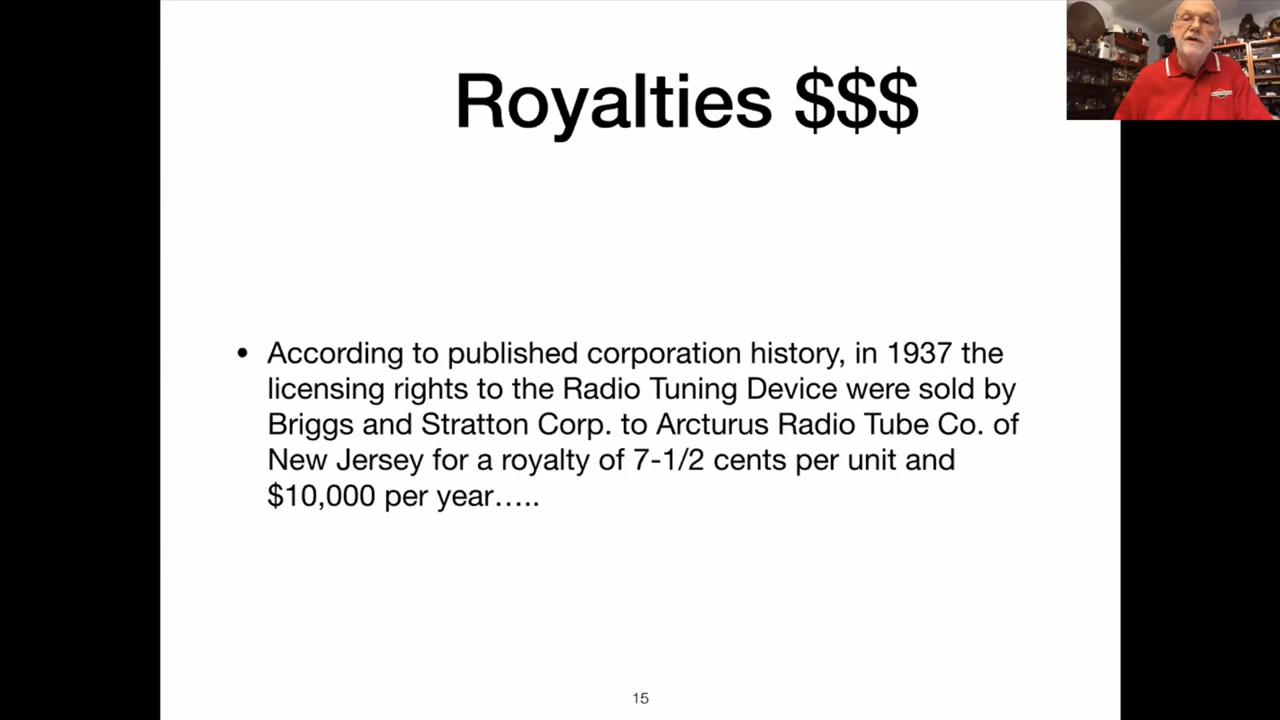 Royalties $$$
• According to published corporation history, in 1937 the
licensing rights to the Radio Tuning Device were sold by
Briggs and Stratton Corp. to Arcturus Radio Tube Co. of
New Jersey for a royalty of 7-1/2 cents per unit and
$10,000 per year.....
15